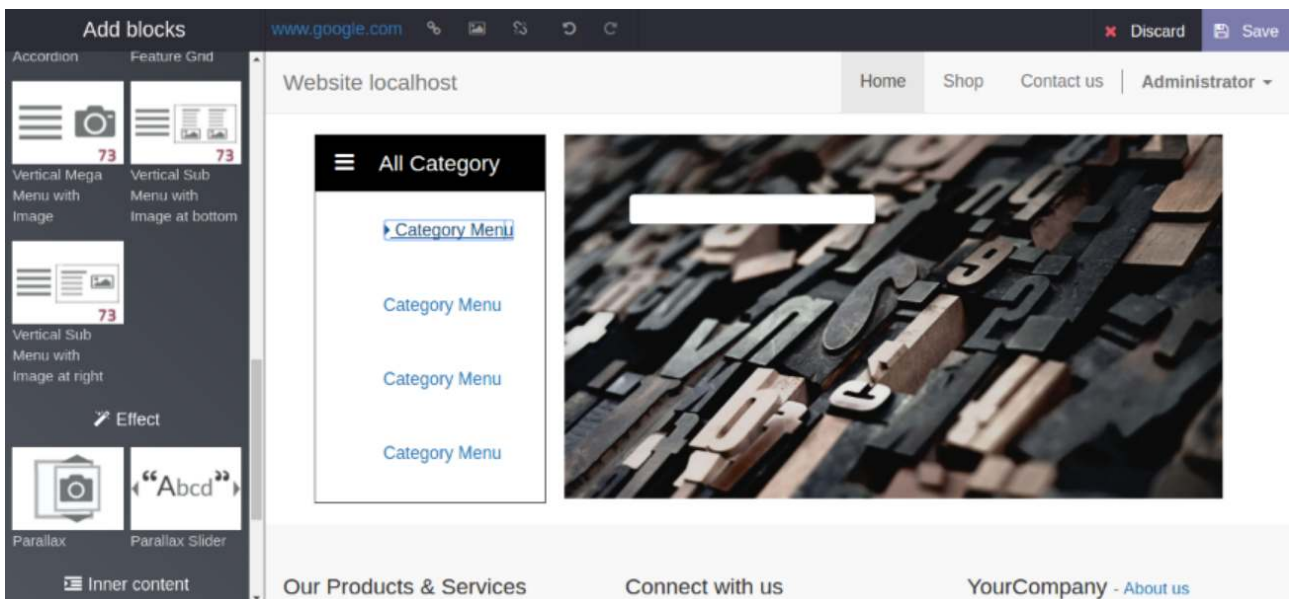 Add blocks
www.google.com
Discard
Save
Accordion
Feature Grid
Website localhost
Home
Shop
Contact us
Administrator
73
73
Vertical Mega
Menu with
Image
Vertical Sub
Menu with
Image at bottom
73
Vertical Sub
Menu with
Image at right
Effect
“Abcd”
Parallax
Parallax Slider
Inner content
All Category
Category Menu
Category Menu
Category Menu
Category Menu
Our Products & Services
Connect with us
YourCompany - About us